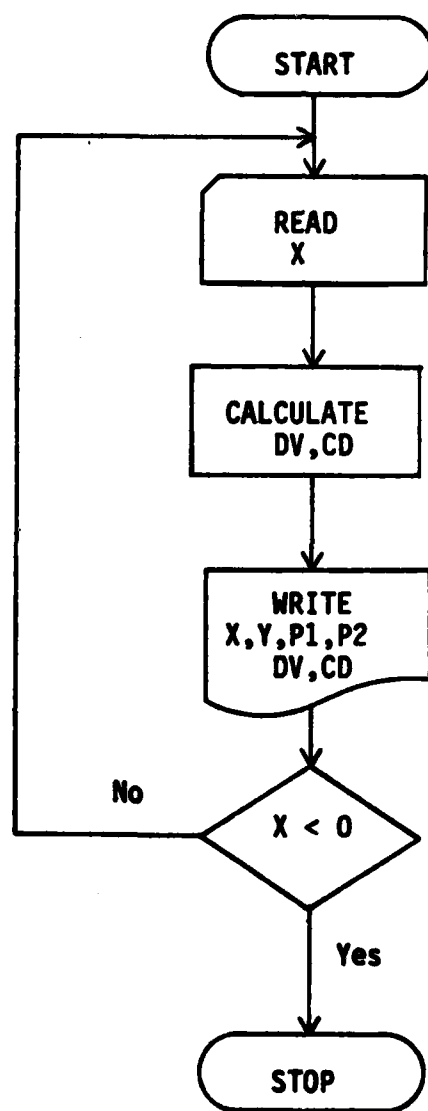 START
READ
X
CALCULATE
DV,CD
WRITE
X,Y,P1,P2
DV,CD
X < 0
No
Yes
STOP